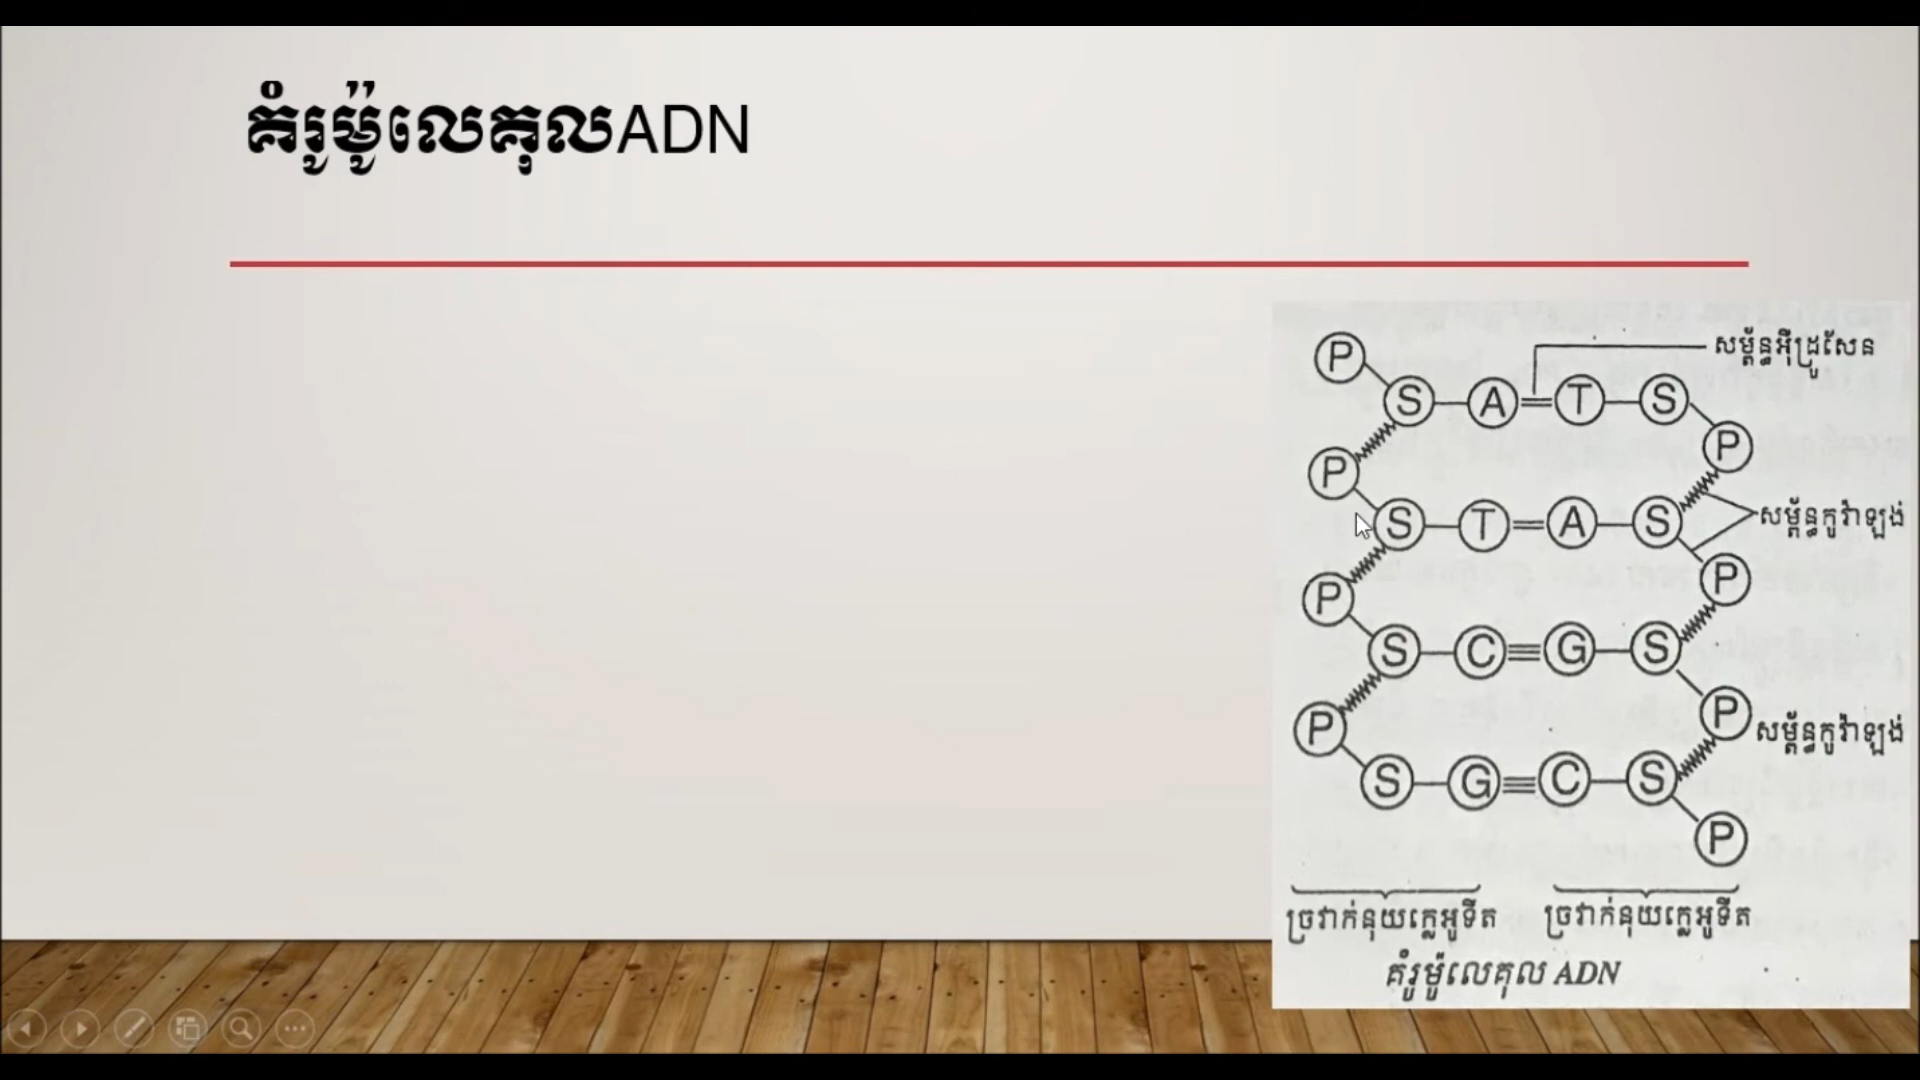 គំរូម៉ូលេគុលADN
P
S A T S សម្ព័ន្ធអ៊ីដ្រូសែន
P P
S T A S សម្ព័ន្ធកូវ៉ាឡង់
P P
S C G S
P P សម្ព័ន្ធកូវ៉ាឡង់
S G C S
P
ច្រវាក់នុយក្លេអូទីត ច្រវាក់នុយក្លេអូទីត
គំរូម៉ូលេគុល ADN